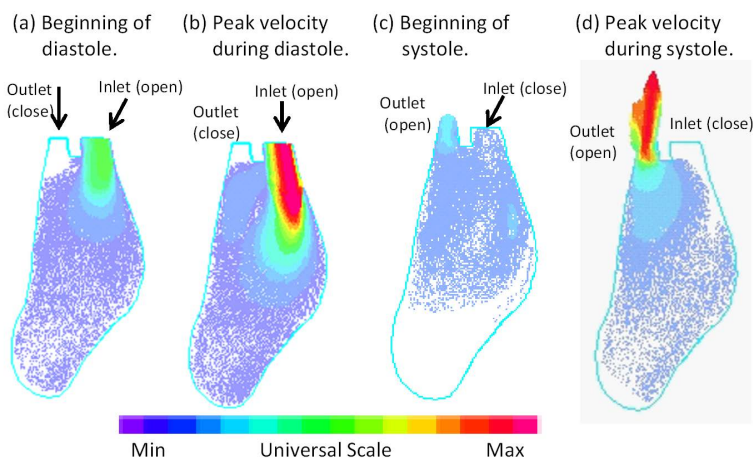 (a) Beginning of
diastole.
(b) Peak velocity
during diastole.
(c) Beginning of
systole.
(d) Peak velocity
during systole.
Outlet
(close)
Inlet (open)
Outlet
(close)
Inlet (open)
Outlet
(open)
Inlet (close)
Outlet
(open)
Inlet (close)
Min
Universal Scale
Max